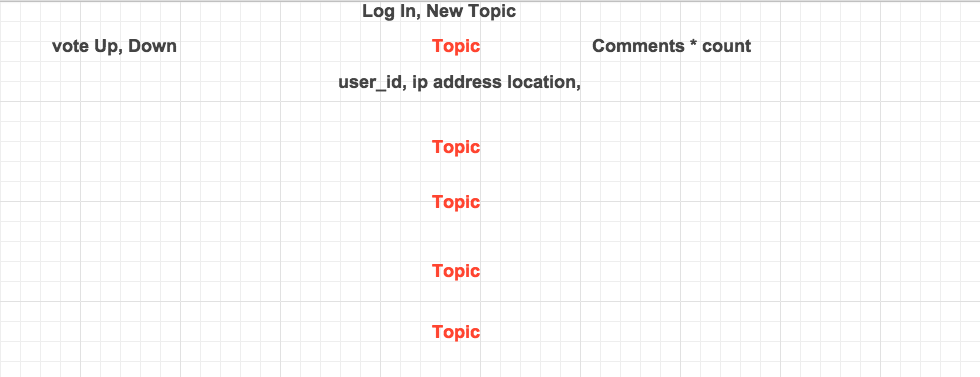 Log In, New Topic
vote Up, Down Topic Comments * count
user_id, ip address location,
Topic
Topic
Topic
Topic